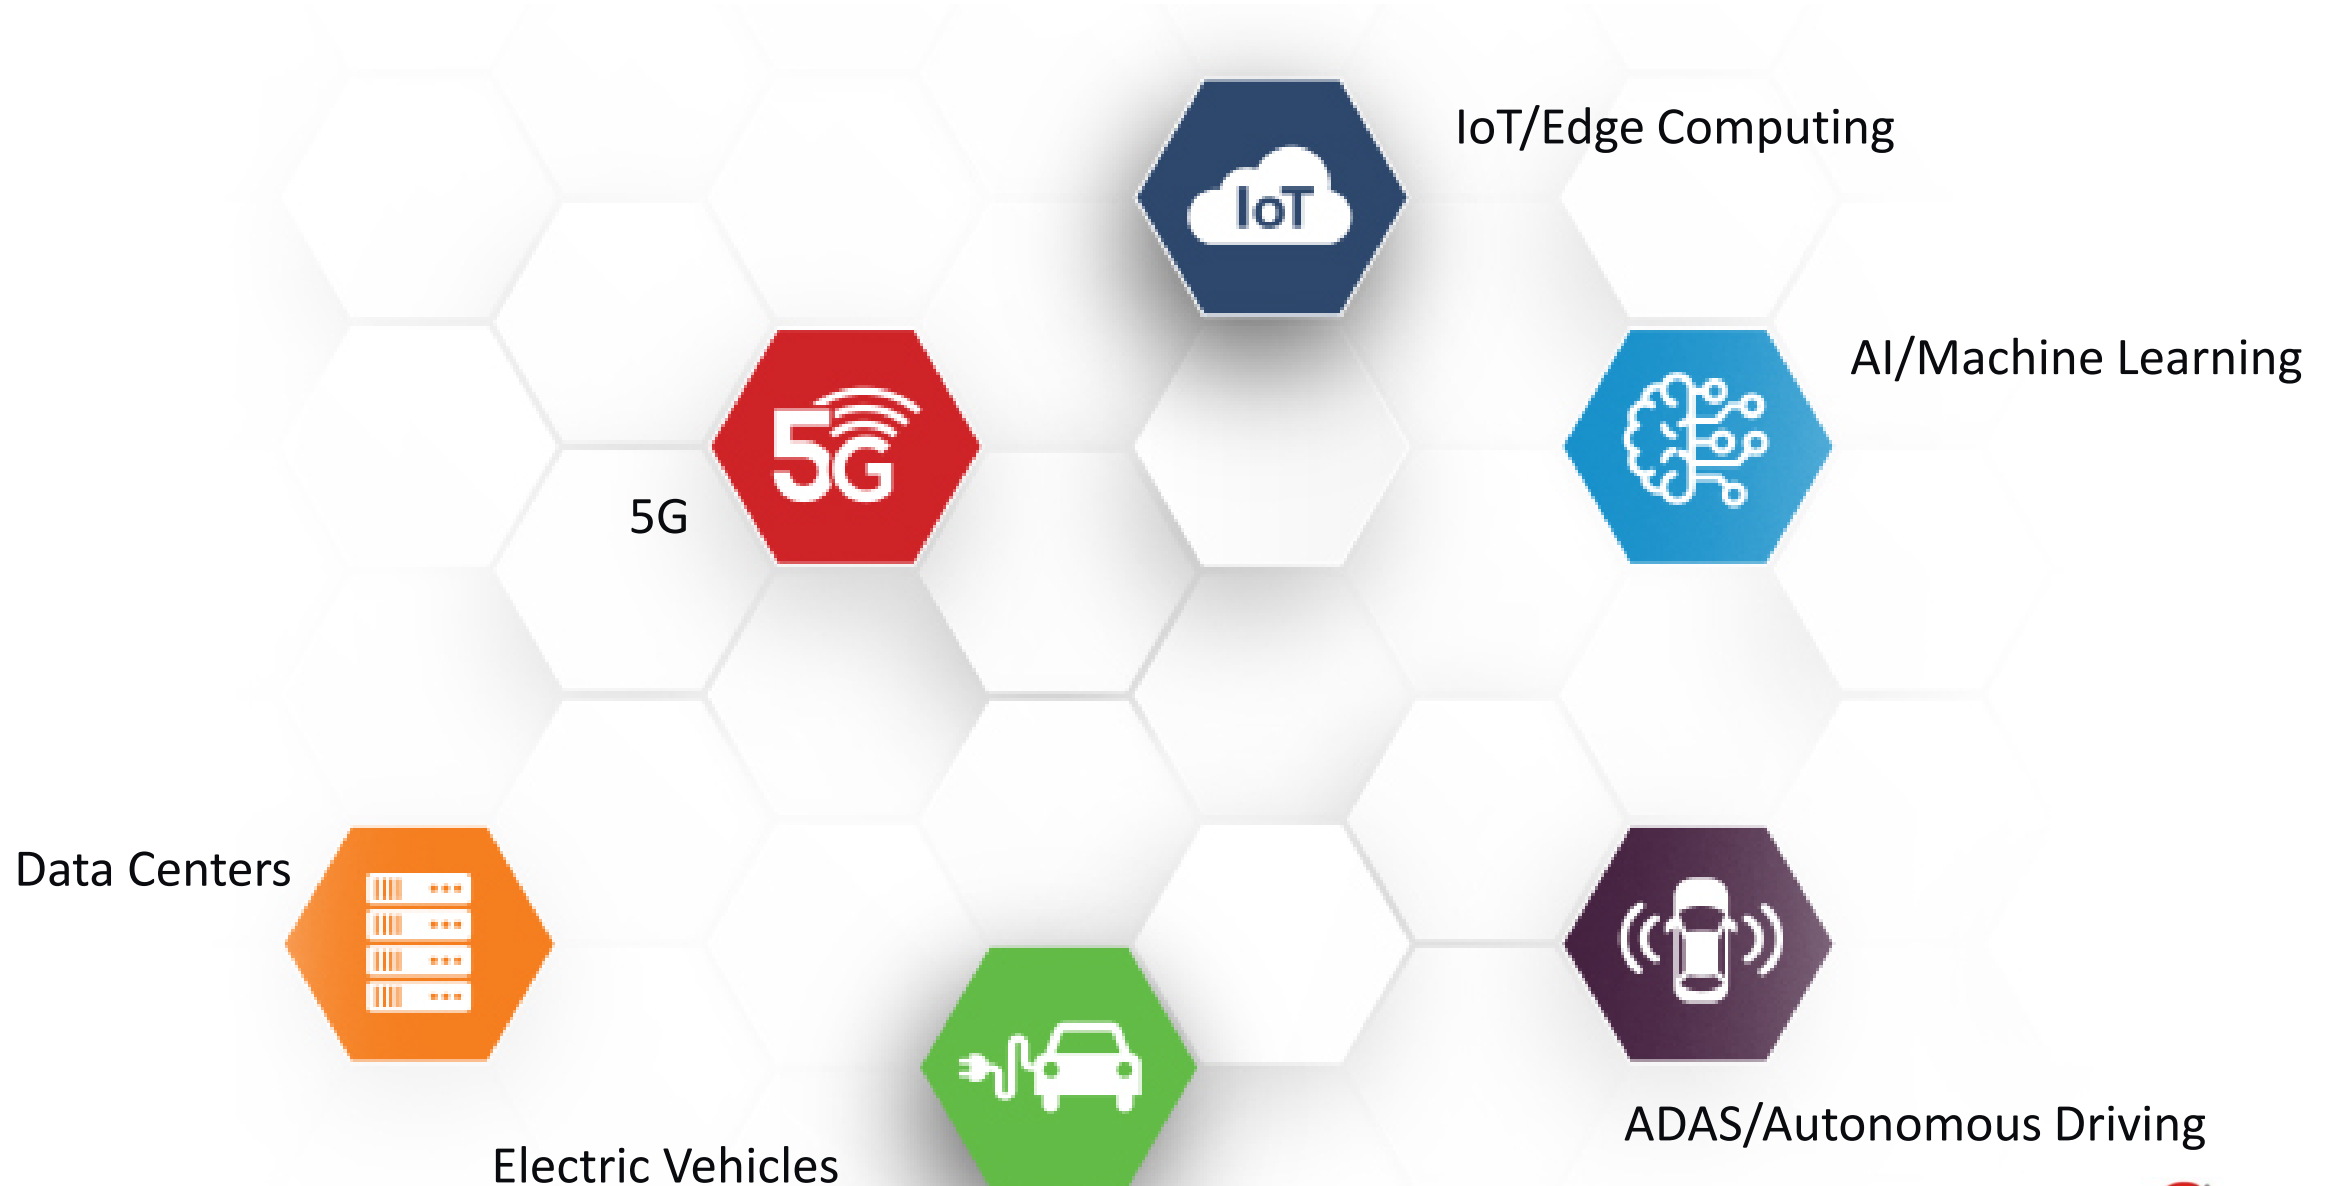 IoT/Edge Computing
IoT
AI/Machine Learning
5G
5G
Data Centers
ADAS/Autonomous Driving
Electric Vehicles